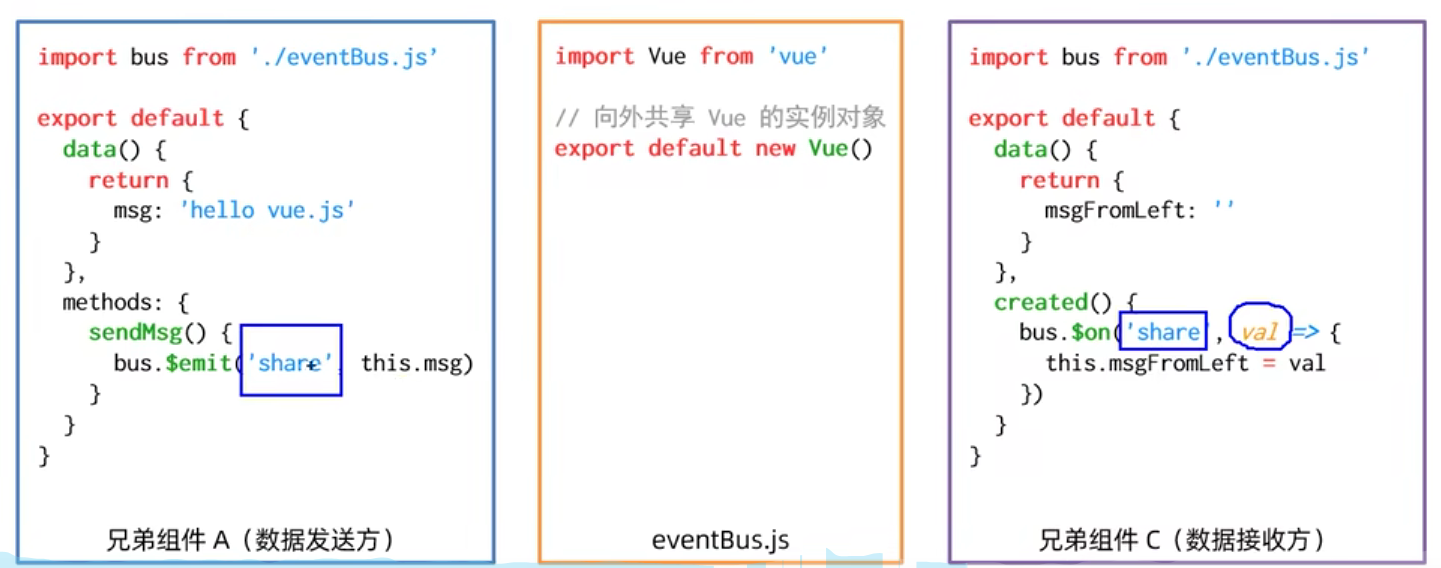 import bus from './eventBus.js’
export default {
data() {
return {
msg: 'hello vue.js’
}
},
methods: {
sendMsg() {
bus.$emit('share' this.msg)
}
}
}
兄弟组件 A（数据发送方）
import Vue from 'vue’
// 向外共享 Vue 的实例对象
export default new Vue()
eventBus.js
import bus from './eventBus.js’
export default {
data() {
return {
msgFromLeft: ''
}
},
created() {
bus.$on('share', val => {
this.msgFromLeft = val
})
}
}
兄弟组件 C（数据接收方）